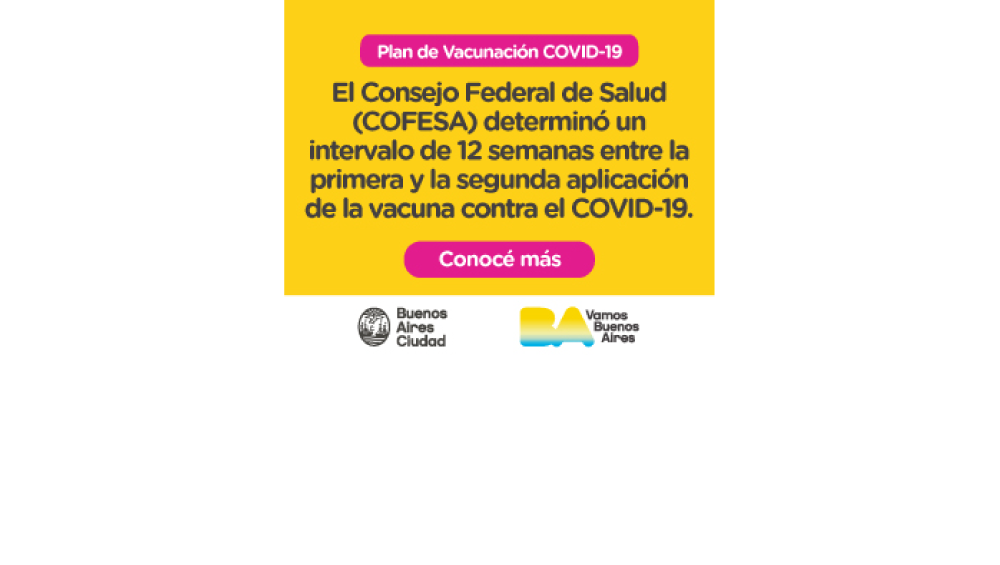 Plan de Vacunación COVID-19
El Consejo Federal de Salud
(COFESA) determinó un
intervalo de 12 semanas entre la
primera y la segunda aplicación
de la vacuna contra el COVID-19.
Conocé más
Buenos
Aires
Ciudad
BA
Vamos
Buenos
Aires